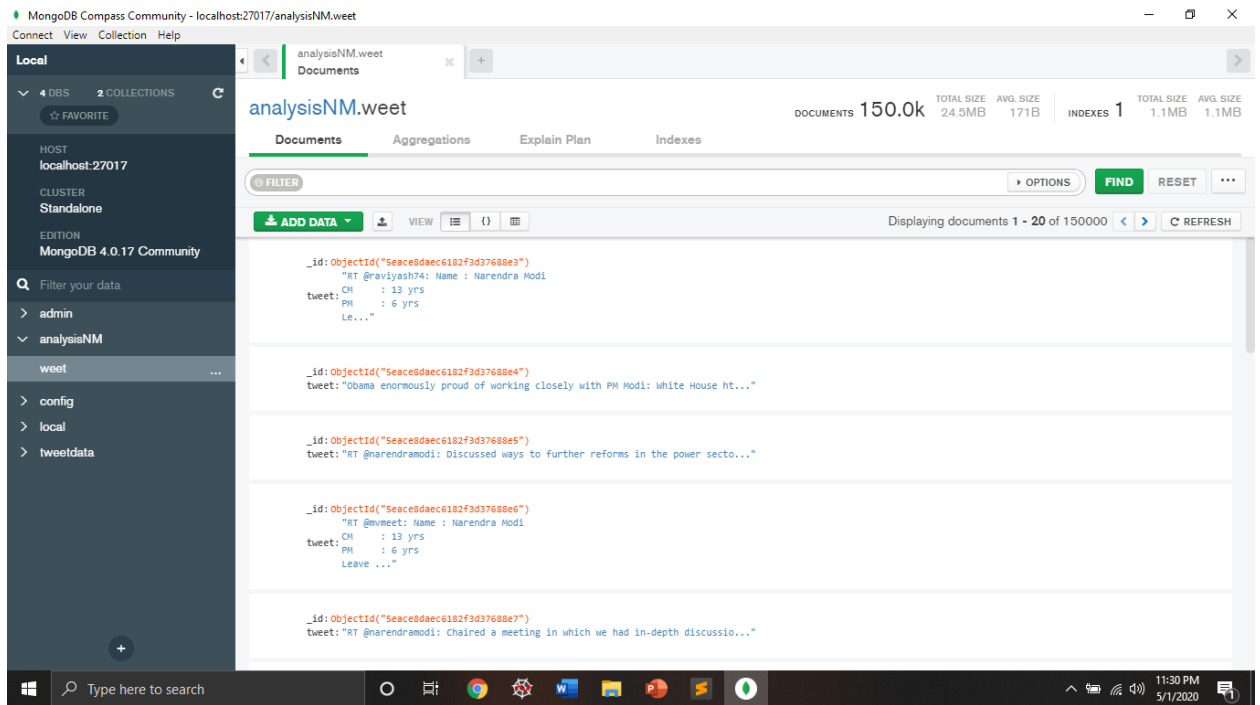 MongoDB Compass Community - localhost:27017/analysisNM.weet
Connect View Collection Help
Local
4 DBS 2 COLLECTIONS
FAVORITE
HOST
localhost:27017
CLUSTER
Standalone
EDITION
MongoDB 4.0.17 Community
Filter your data
admin
analysisNM
weet
...
config
local
tweetdata
+
analysisNM.weet
Documents
+
analysisNM.weet
DOCUMENTS 150.0k TOTAL SIZE 24.5MB AVG. SIZE 171B INDEXES 1 TOTAL SIZE 1.1MB AVG. SIZE 1.1MB
Documents Aggregations Explain Plan Indexes
FILTER OPTIONS FIND RESET ...
ADD DATA VIEW {} Displaying documents 1 - 20 of 150000 < > REFRESH
_id:ObjectId("5eace8daec6182f3d37688e3")
"RT @raviyash74: Name : Narendra Modi
tweet: CM : 13 yrs
PM : 6 yrs
Le..."
_id:ObjectId("5eace8daec6182f3d37688e4")
tweet:"Obama enormously proud of working closely with PM Modi: White House ht..."
_id:ObjectId("5eace8daec6182f3d37688e5")
tweet:"RT @narendramodi: Discussed ways to further reforms in the power secto..."
_id:ObjectId("5eace8daec6182f3d37688e6")
"RT @mvmeet: Name : Narendra Modi
tweet: CM : 13 yrs
PM : 6 yrs
Leave ..."
_id:ObjectId("5eace8daec6182f3d37688e7")
tweet:"RT @narendramodi: Chaired a meeting in which we had in-depth discussio..."
Type here to search
11:30 PM
5/1/2020